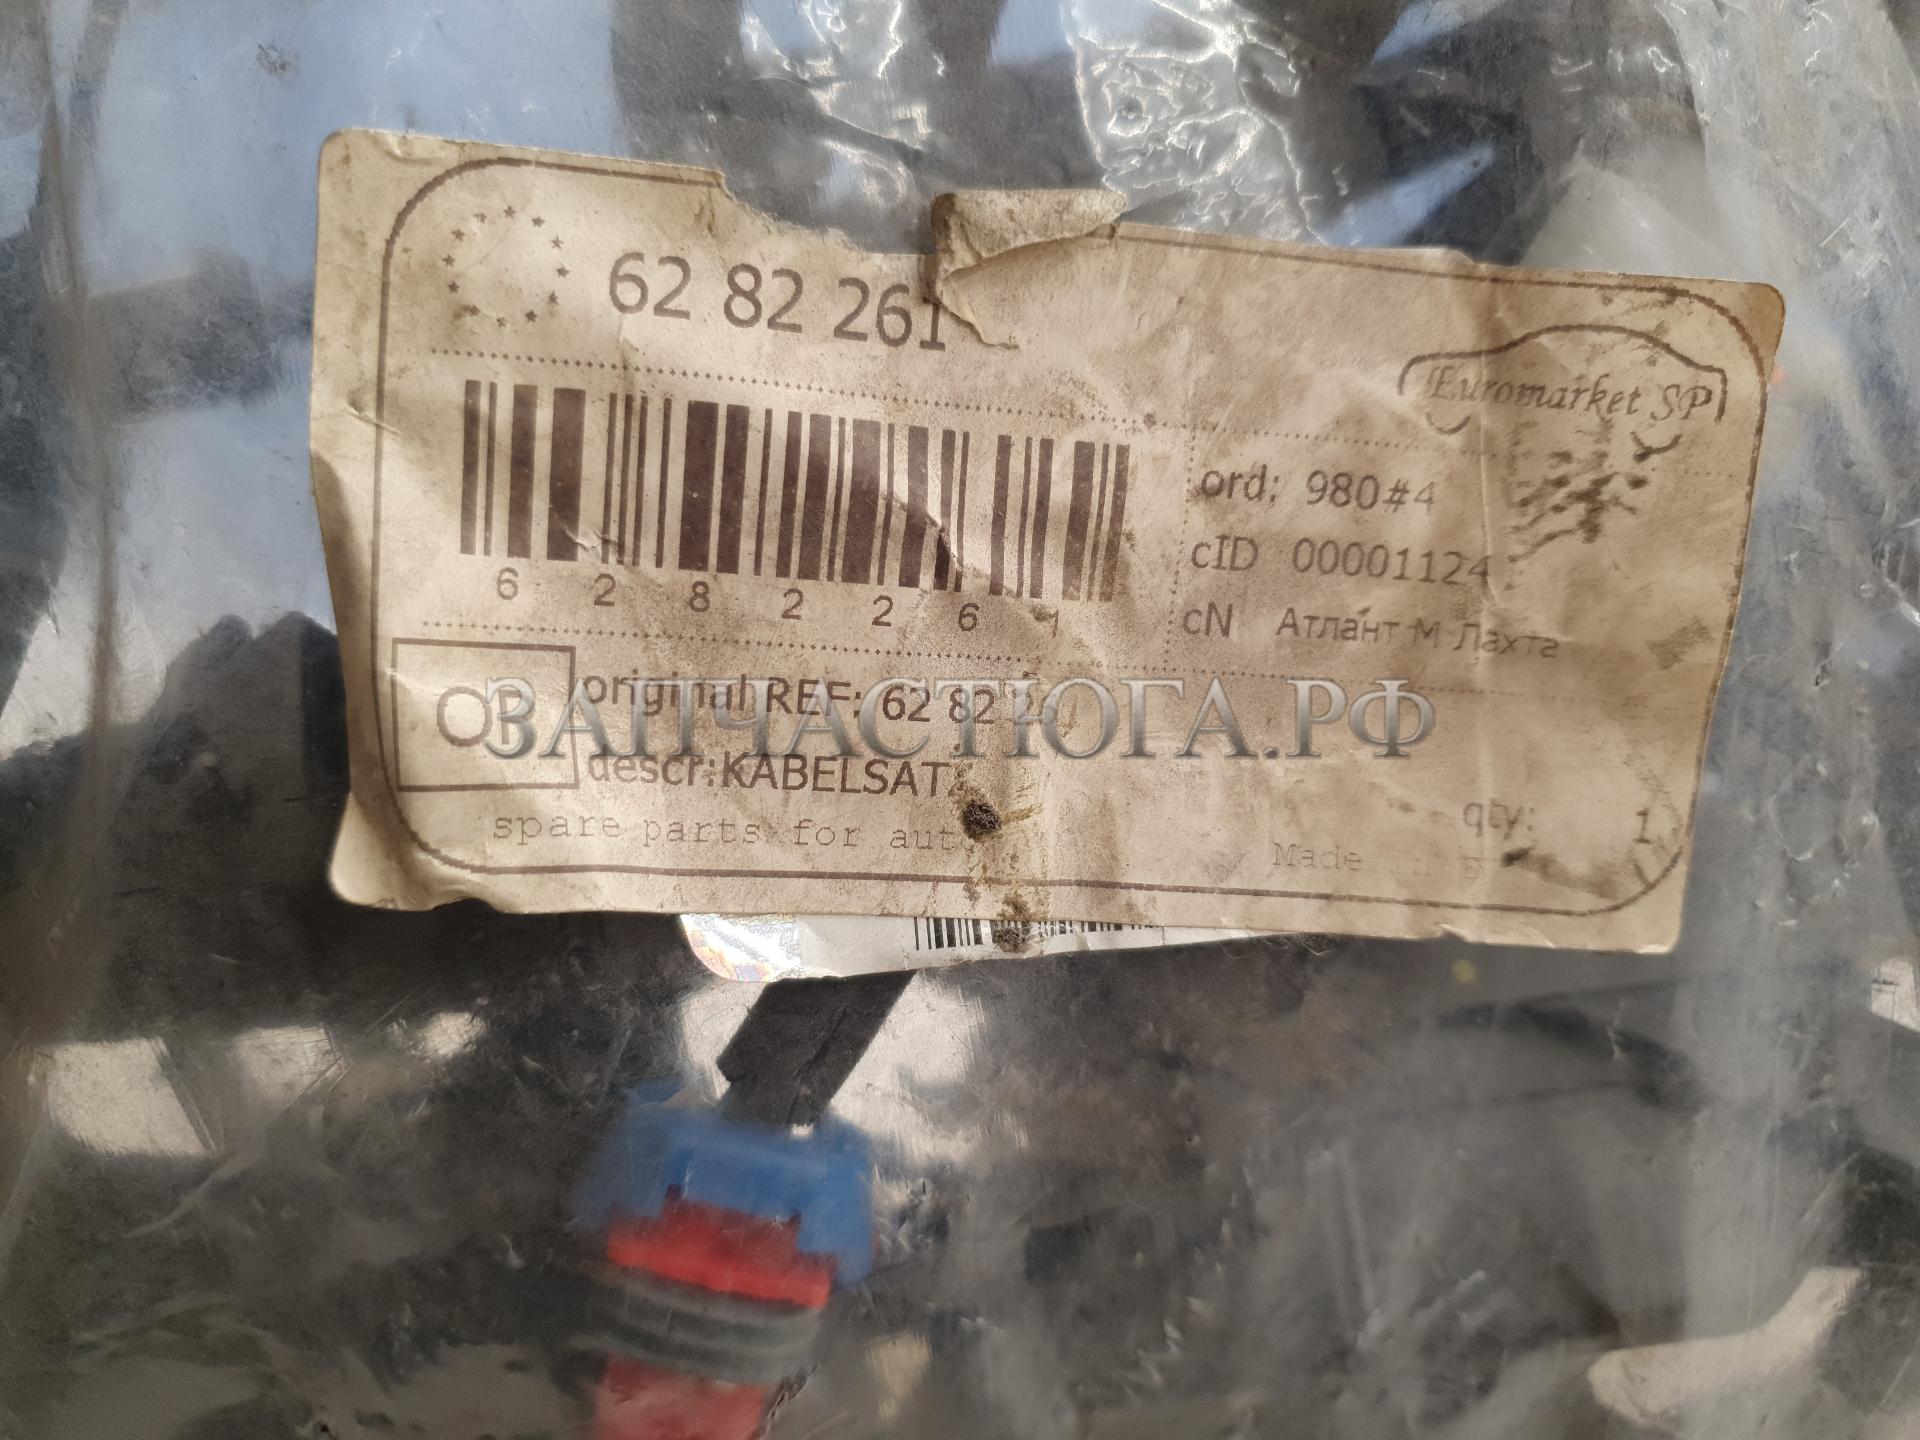 62 82 261
Euromarket SP
6 2 8 2 2 6 1
ord: 980#4
cID 00001124
cN Атлант М Лахта
original REF: 62 82
descr: KABELSATZ
ЗАПЧАСТЮГА.РФ
spare parts for auto
qty: 1
Made